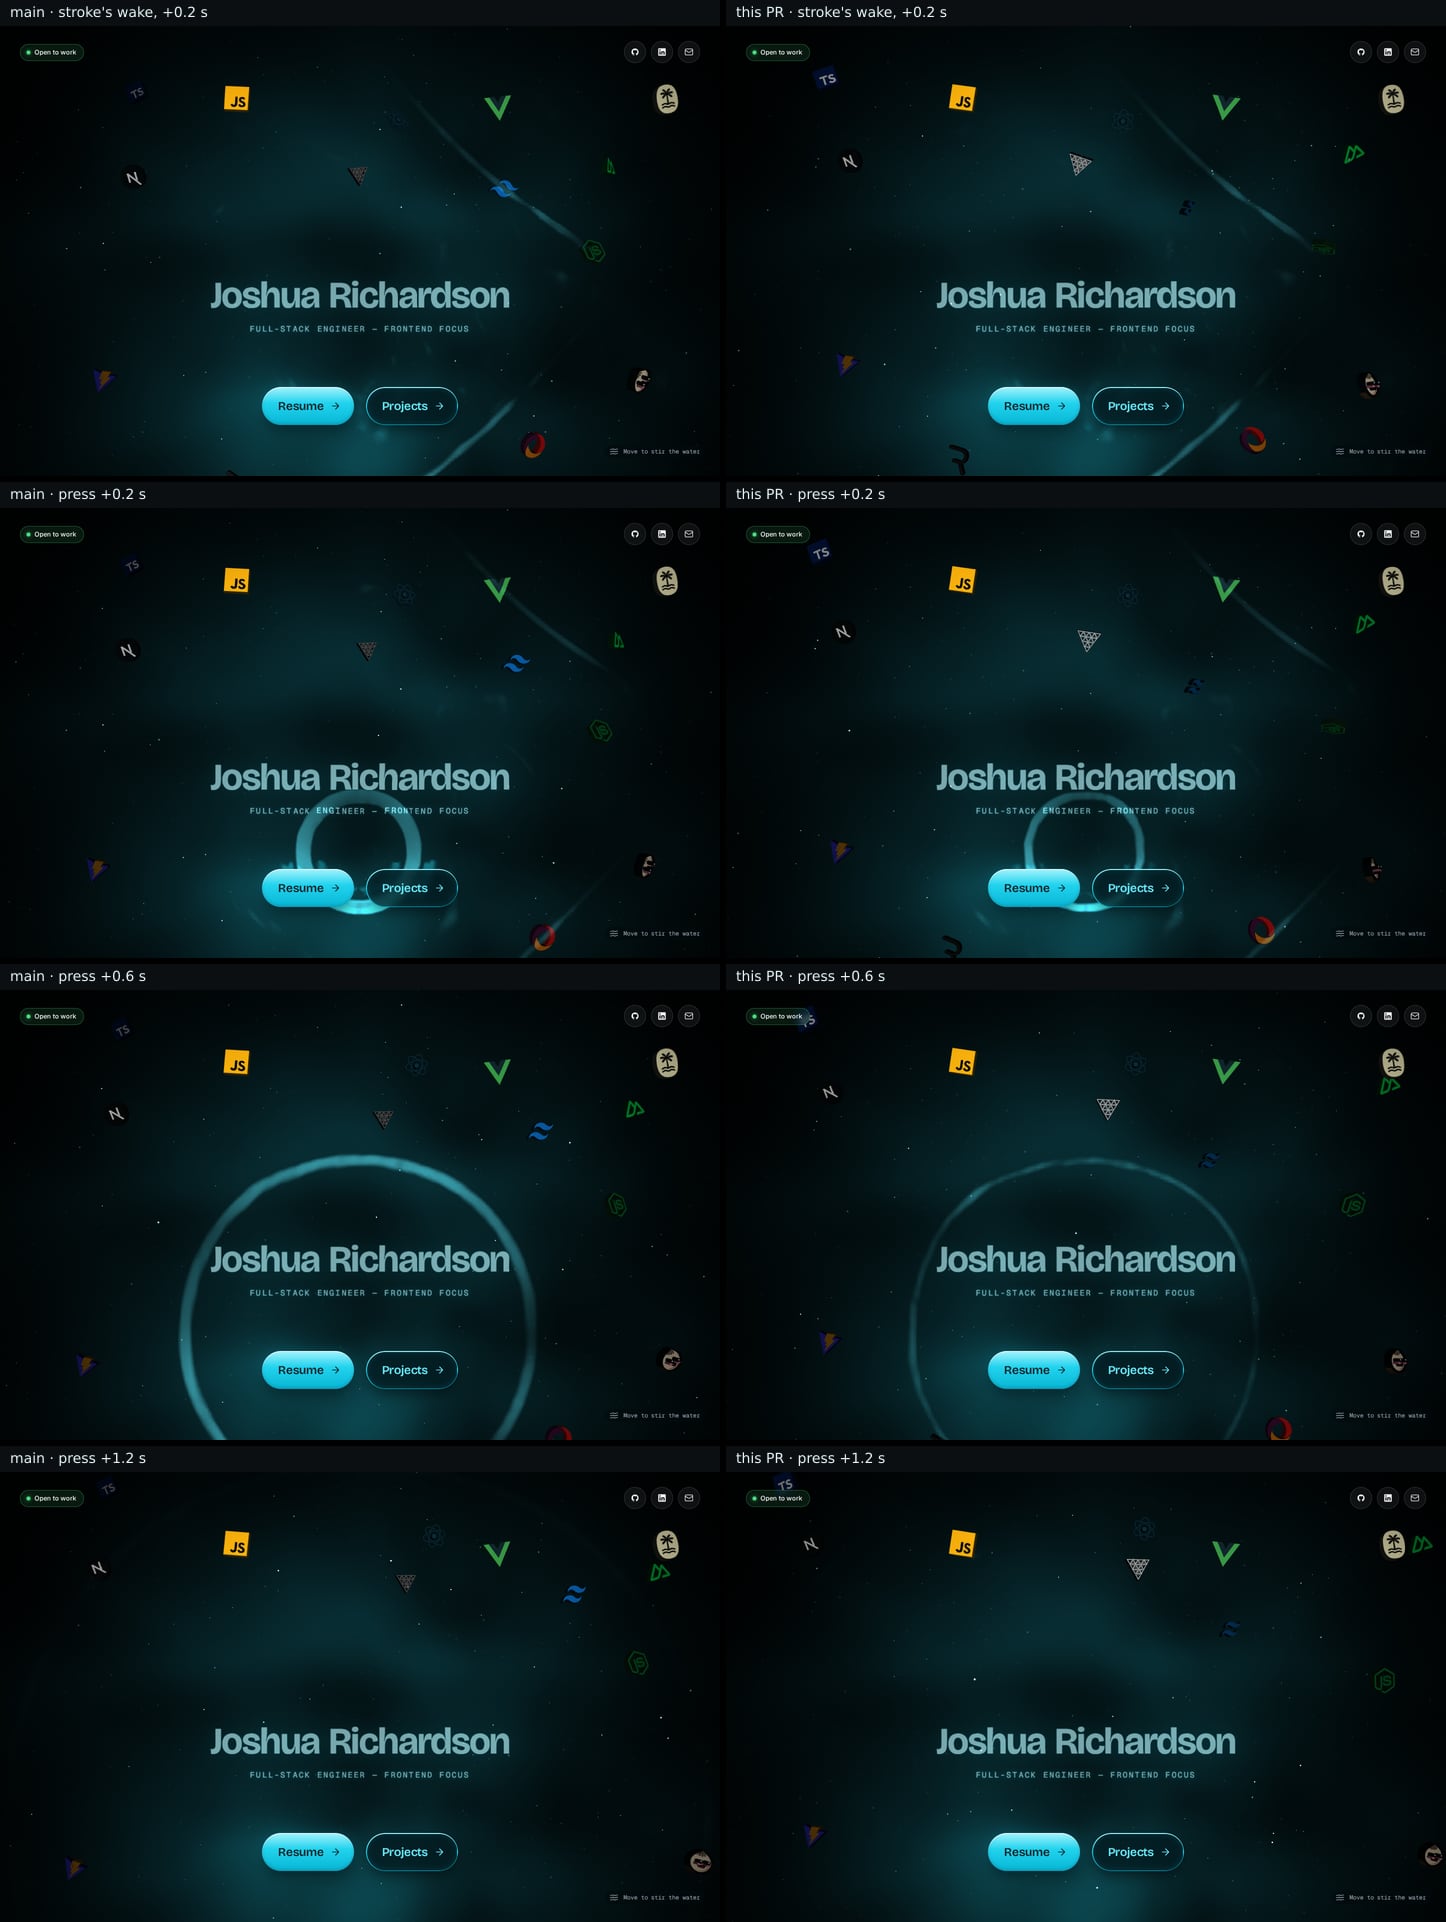 main · stroke's wake, +0.2 s
this PR · stroke's wake, +0.2 s
Open to work
TS
JS
N
JS
Joshua Richardson
FULL-STACK ENGINEER — FRONTEND FOCUS
Resume →
Projects →
Move to stir the water
Open to work
TS
JS
N
Joshua Richardson
FULL-STACK ENGINEER — FRONTEND FOCUS
Resume →
Projects →
Move to stir the water
main · press +0.2 s
this PR · press +0.2 s
Open to work
TS
JS
N
JS
Joshua Richardson
FULL-STACK ENGINEER — FRONTEND FOCUS
Resume →
Projects →
Move to stir the water
Open to work
TS
JS
N
Joshua Richardson
FULL-STACK ENGINEER — FRONTEND FOCUS
Resume →
Projects →
Move to stir the water
main · press +0.6 s
this PR · press +0.6 s
Open to work
TS
JS
N
JS
Joshua Richardson
FULL-STACK ENGINEER — FRONTEND FOCUS
Resume →
Projects →
Move to stir the water
Open to work
TS
JS
N
JS
Joshua Richardson
FULL-STACK ENGINEER — FRONTEND FOCUS
Resume →
Projects →
Move to stir the water
main · press +1.2 s
this PR · press +1.2 s
TS
Open to work
JS
N
JS
Joshua Richardson
FULL-STACK ENGINEER — FRONTEND FOCUS
Resume →
Projects →
Move to stir the water
TS
Open to work
JS
N
JS
Joshua Richardson
FULL-STACK ENGINEER — FRONTEND FOCUS
Resume →
Projects →
Move to stir the water